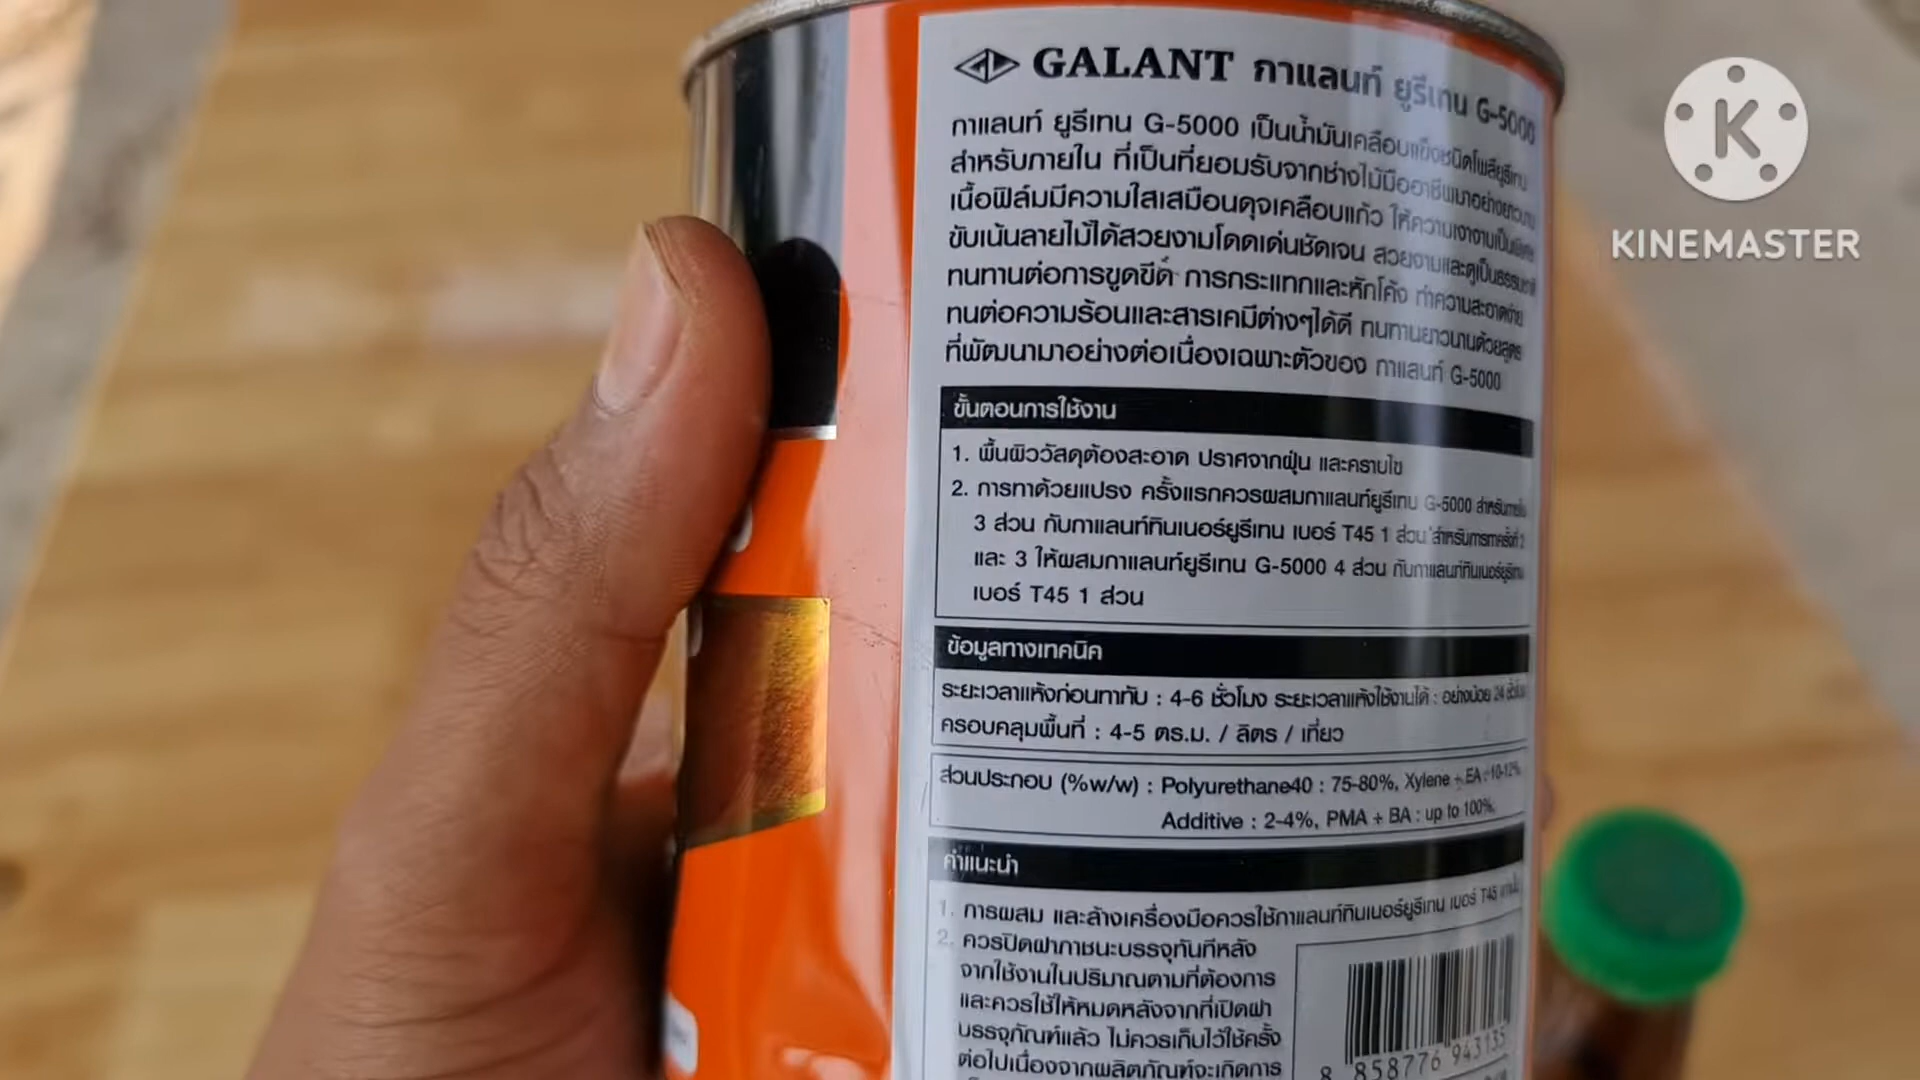 GALANT กาแลนท์ ยูรีเทน G-5000
กาแลนท์ ยูรีเทน G-5000 เป็นน้ำมันเคลือบแข็งชนิดโพลียูรีเทน
สำหรับภายใน ที่เป็นที่ยอมรับจากช่างไม้มืออาชีพมาอย่างยาวนาน
เนื้อฟิล์มมีความใสเสมือนดุจเคลือบแก้ว ให้ความเงางามเป็นพิเศษ
ขับเน้นลายไม้ได้สวยงามโดดเด่นชัดเจน สวยงามและดูเป็นธรรมชาติ
ทนทานต่อการขูดขีด การกระแทกและหักโค้ง ทำความสะอาดง่าย
ทนต่อความร้อนและสารเคมีต่างๆได้ดี ทนทานยาวนานด้วยสูตร
ที่พัฒนามาอย่างต่อเนื่องเฉพาะตัวของ กาแลนท์ G-5000
ขั้นตอนการใช้งาน
1. พื้นผิววัสดุต้องสะอาด ปราศจากฝุ่น และคราบไข
2. การทาด้วยแปรง ครั้งแรกควรผสมกาแลนท์ยูรีเทน G-5000 สำหรับภายใน
3 ส่วน กับกาแลนท์ทินเนอร์ยูรีเทน เบอร์ T45 1 ส่วน สำหรับการทาครั้งที่ 2
และ 3 ให้ผสมกาแลนท์ยูรีเทน G-5000 4 ส่วน กับกาแลนท์ทินเนอร์ยูรีเทน
เบอร์ T45 1 ส่วน
ข้อมูลทางเทคนิค
ระยะเวลาแห้งก่อนทาทับ : 4-6 ชั่วโมง ระยะเวลาแห้งใช้งานได้ : อย่างน้อย 24 ชั่วโมง
ครอบคลุมพื้นที่ : 4-5 ตร.ม. / ลิตร / เที่ยว
ส่วนประกอบ (%w/w) : Polyurethane40 : 75-80%, Xylene + EA : 10-12%,
Additive : 2-4%, PMA + BA : up to 100%.
คำแนะนำ
1. การผสม และล้างเครื่องมือควรใช้กาแลนท์ทินเนอร์ยูรีเทน เบอร์ T45 เท่านั้น
2. ควรปิดฝาภาชนะบรรจุทันทีหลัง
จากใช้งานในปริมาณตามที่ต้องการ
และควรใช้ให้หมดหลังจากที่เปิดฝา
บรรจุภัณฑ์แล้ว ไม่ควรเก็บไว้ใช้ครั้ง
ต่อไปเนื่องจากผลิตภัณฑ์จะเกิดการ
8 858776 943135
K
KINEMASTER